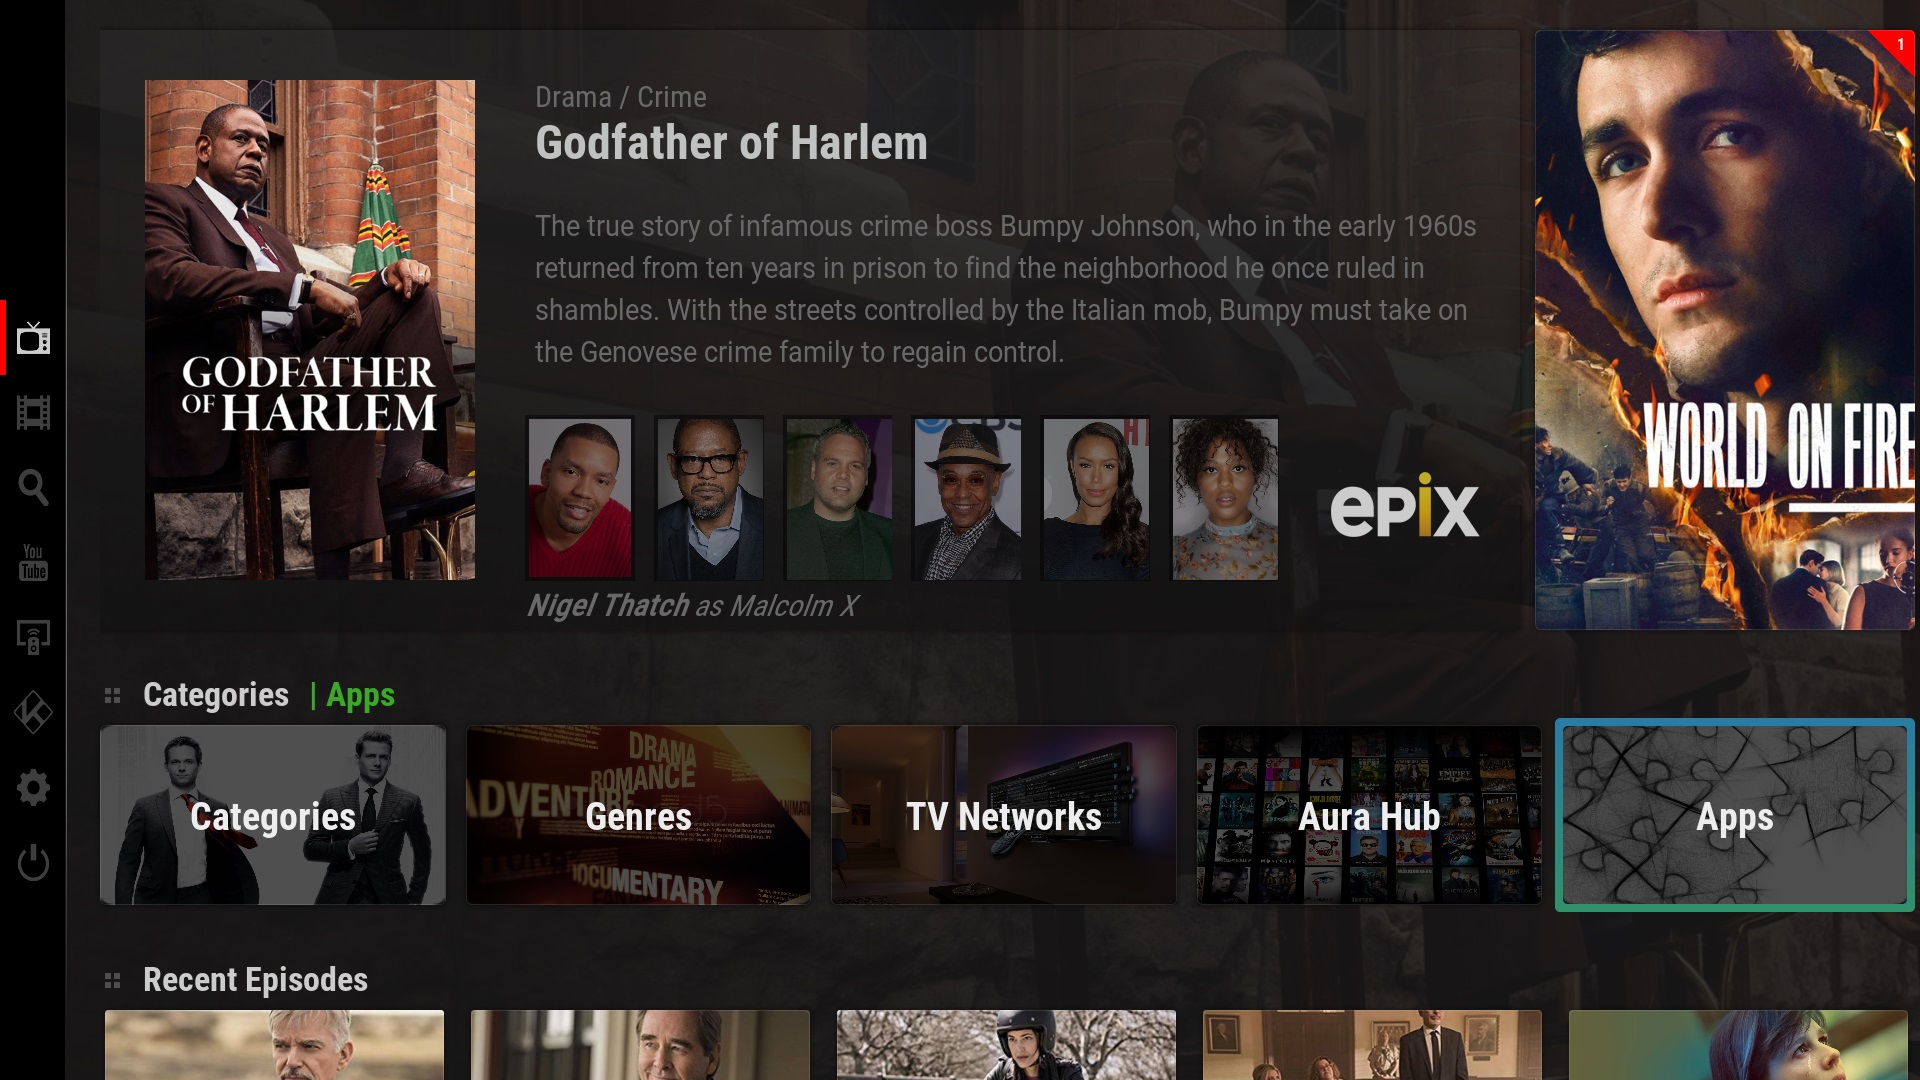 Drama / Crime
Godfather of Harlem
The true story of infamous crime boss Bumpy Johnson, who in the early 1960s
returned from ten years in prison to find the neighborhood he once ruled in
shambles. With the streets controlled by the Italian mob, Bumpy must take on
the Genovese crime family to regain control.
GODFATHER
OF HARLEM
Nigel Thatch as Malcolm X
epix
1
WORLD ON FIRE
You
Tube
Categories | Apps
Categories
DRAMA
ROMANCE
ADVENTURE
Genres
DOCUMENTARY
TV Networks
Aura Hub
Apps
Recent Episodes